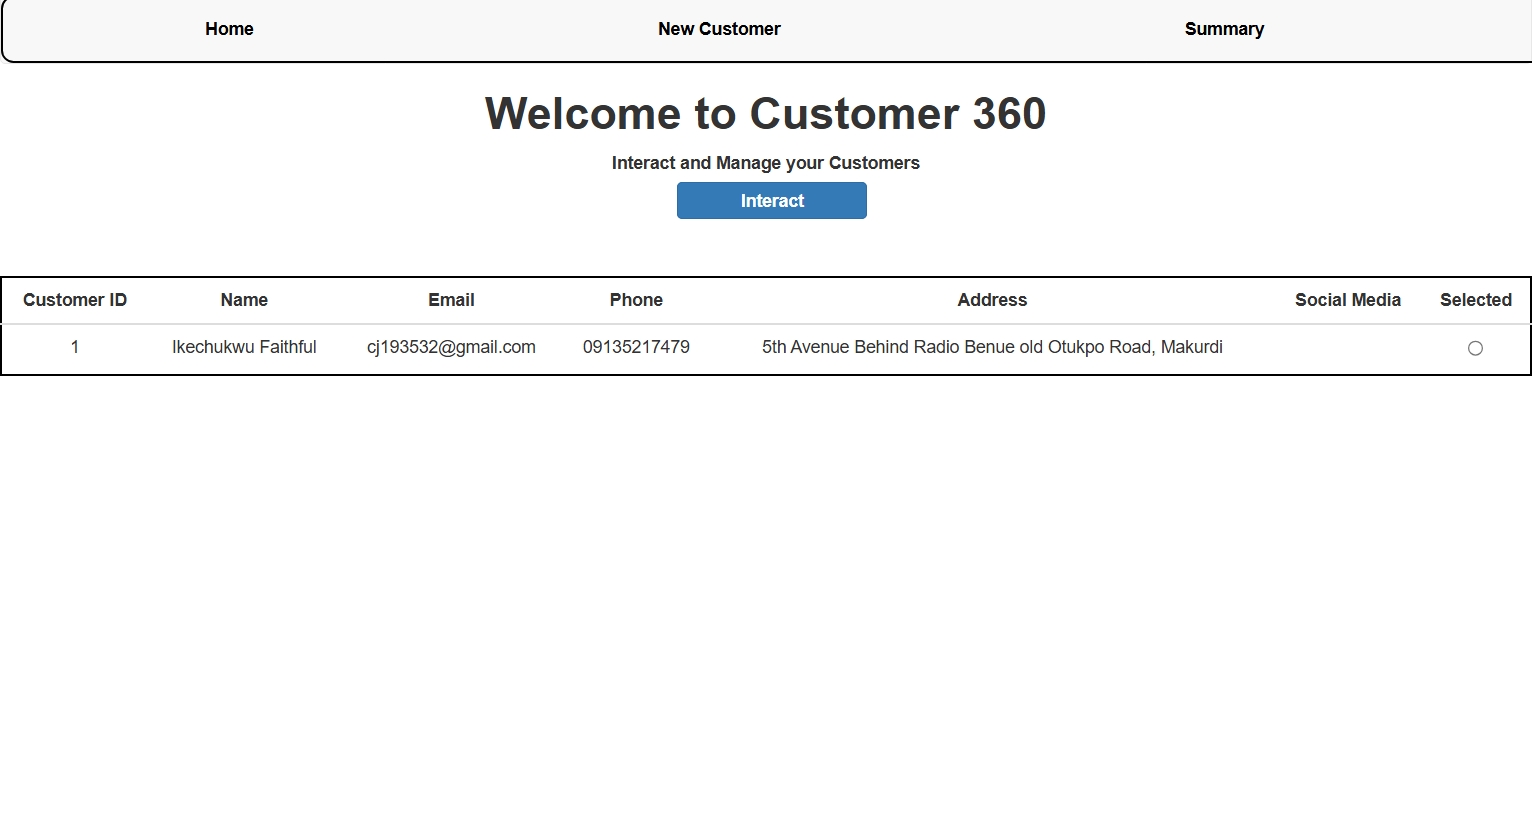 Home New Customer Summary
Welcome to Customer 360
Interact and Manage your Customers
Interact
Customer ID Name Email Phone Address Social Media Selected
1 Ikechukwu Faithful cj193532@gmail.com 09135217479 5th Avenue Behind Radio Benue old Otukpo Road, Makurdi